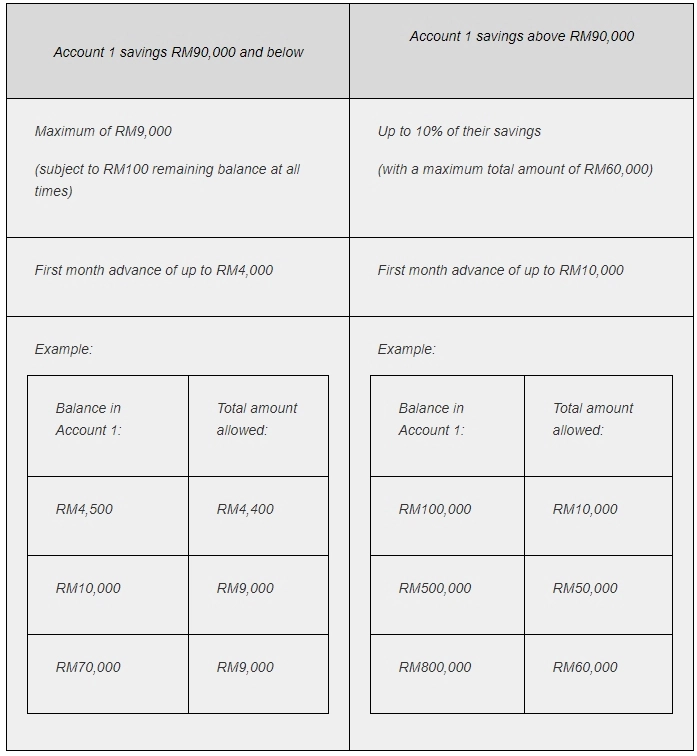 Account 1 savings RM90,000 and below
Account 1 savings above RM90,000
Maximum of RM9,000
(subject to RM100 remaining balance at all
times)
Up to 10% of their savings
(with a maximum total amount of RM60,000)
First month advance of up to RM4,000
First month advance of up to RM10,000
Example:
Balance in
Account 1:
Total amount
allowed:
RM4,500
RM4,400
RM10,000
RM9,000
RM70,000
RM9,000
Example:
Balance in
Account 1:
Total amount
allowed:
RM100,000
RM10,000
RM500,000
RM50,000
RM800,000
RM60,000